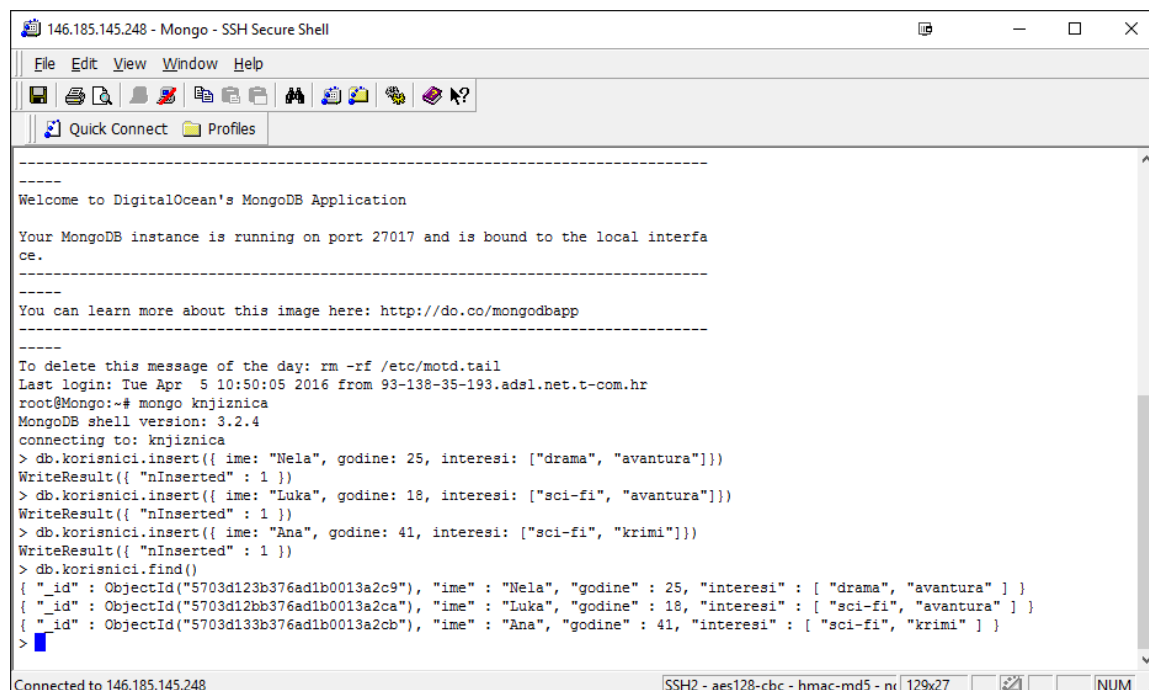 146.185.145.248 - Mongo - SSH Secure Shell
File Edit View Window Help
Quick Connect Profiles
----------------------------------------------------------------------------------
-----
Welcome to DigitalOcean's MongoDB Application
Your MongoDB instance is running on port 27017 and is bound to the local interfa
ce.
----------------------------------------------------------------------------------
-----
You can learn more about this image here: http://do.co/mongodbapp
----------------------------------------------------------------------------------
-----
To delete this message of the day: rm -rf /etc/motd.tail
Last login: Tue Apr  5 10:50:05 2016 from 93-138-35-193.adsl.net.t-com.hr
root@Mongo:~# mongo knjiznica
MongoDB shell version: 3.2.4
connecting to: knjiznica
> db.korisnici.insert({ ime: "Nela", godine: 25, interesi: ["drama", "avantura"]})
WriteResult({ "nInserted" : 1 })
> db.korisnici.insert({ ime: "Luka", godine: 18, interesi: ["sci-fi", "avantura"]})
WriteResult({ "nInserted" : 1 })
> db.korisnici.insert({ ime: "Ana", godine: 41, interesi: ["sci-fi", "krimi"]})
WriteResult({ "nInserted" : 1 })
> db.korisnici.find()
{ "_id" : ObjectId("5703d123b376ad1b0013a2c9"), "ime" : "Nela", "godine" : 25, "interesi" : [ "drama", "avantura" ] }
{ "_id" : ObjectId("5703d12bb376ad1b0013a2ca"), "ime" : "Luka", "godine" : 18, "interesi" : [ "sci-fi", "avantura" ] }
{ "_id" : ObjectId("5703d133b376ad1b0013a2cb"), "ime" : "Ana", "godine" : 41, "interesi" : [ "sci-fi", "krimi" ] }
>
Connected to 146.185.145.248 SSH2 - aes128-cbc - hmac-md5 - nc 129x27 NUM